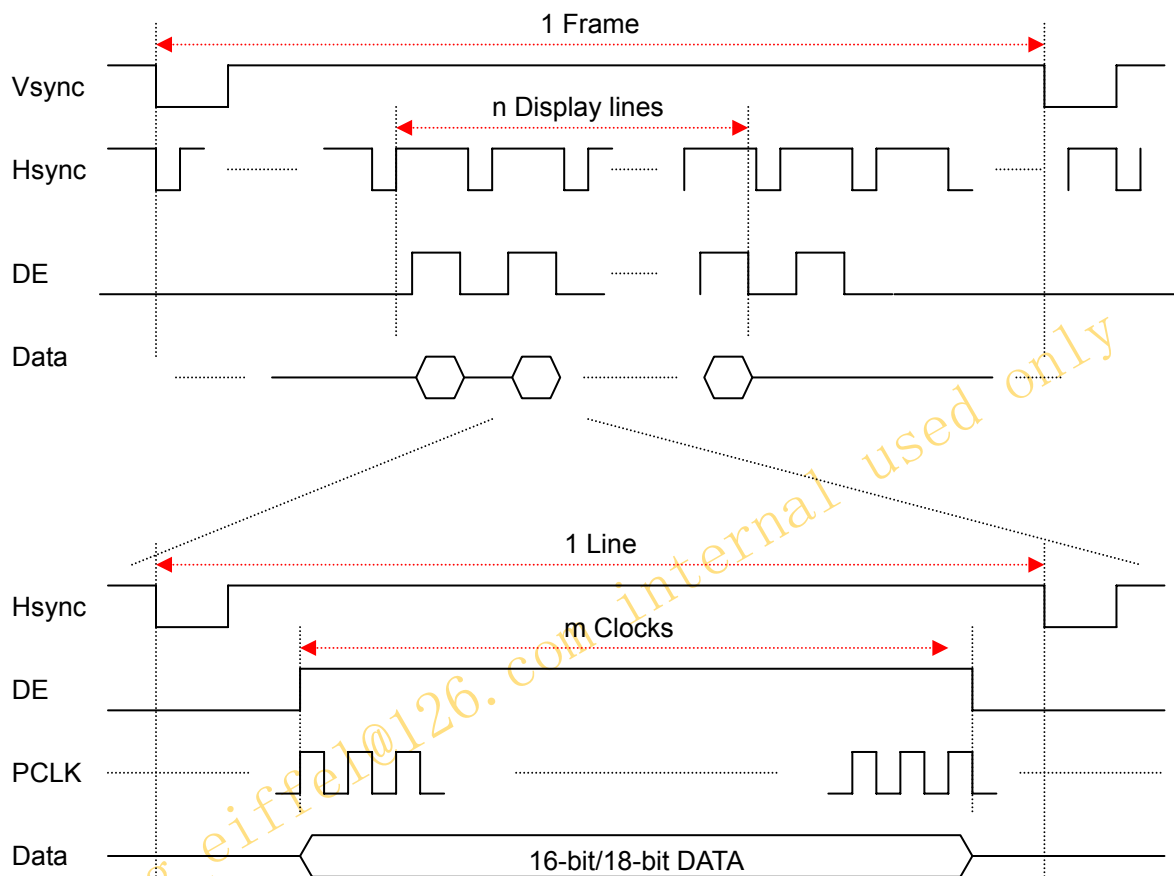 1 Frame
Vsync
n Display lines
Hsync
DE
Data
1 Line
Hsync
m Clocks
DE
PCLK
Data
16-bit/18-bit DATA
eiffel@126.com internal used only